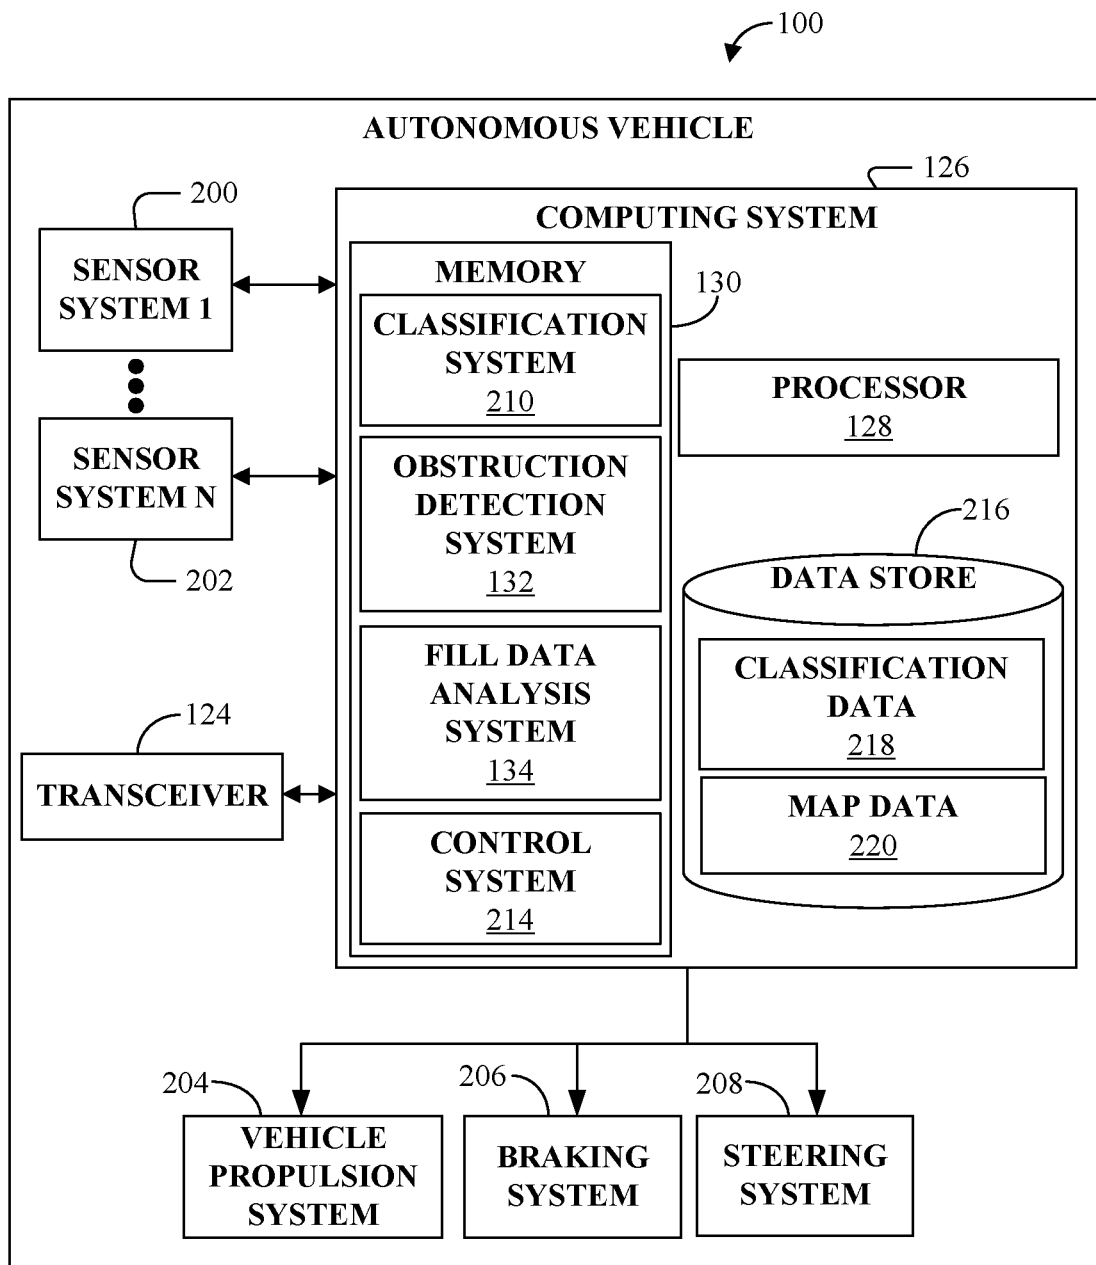 100
AUTONOMOUS VEHICLE
200
126
COMPUTING SYSTEM
SENSOR
SYSTEM 1
MEMORY
130
CLASSIFICATION
SYSTEM
210
PROCESSOR
128
SENSOR
SYSTEM N
202
OBSTRUCTION
DETECTION
SYSTEM
132
216
DATA STORE
FILL DATA
ANALYSIS
SYSTEM
134
CLASSIFICATION
DATA
218
124
TRANSCEIVER
MAP DATA
220
CONTROL
SYSTEM
214
204
VEHICLE
PROPULSION
SYSTEM
206
BRAKING
SYSTEM
208
STEERING
SYSTEM